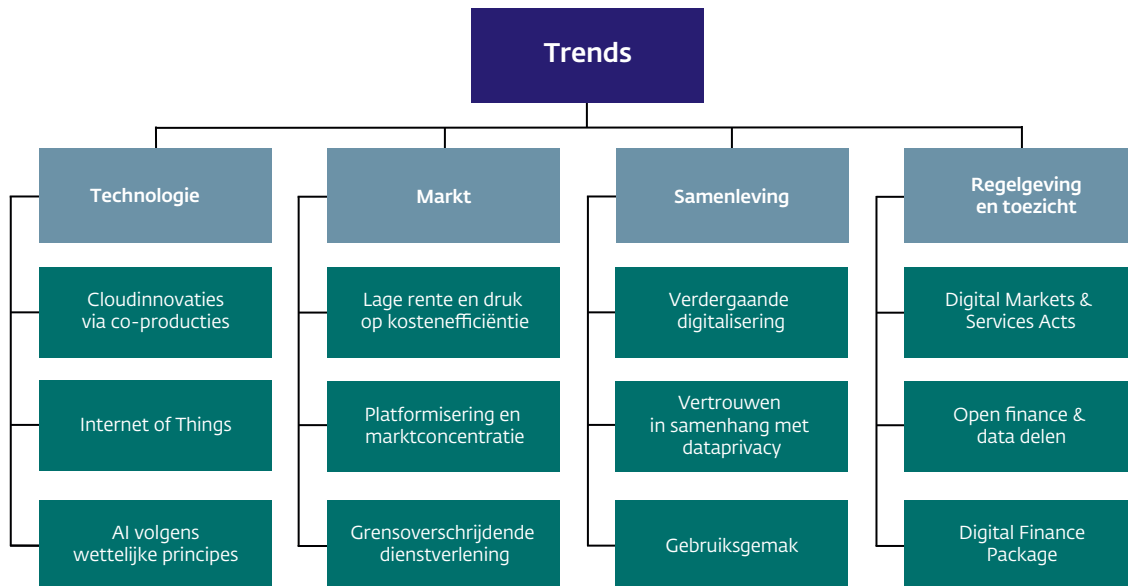 Trends
Technologie
Markt
Samenleving
Regelgeving
en toezicht
Cloudinnovaties
via co-producties
Lage rente en druk
op kostenefficiëntie
Verdergaande
digitalisering
Digital Markets &
Services Acts
Internet of Things
Platformisering en
marktconcentratie
Vertrouwen
in samenhang met
dataprivacy
Open finance &
data delen
AI volgens
wettelijke principes
Grensoverschrijdende
dienstverlening
Gebruiksgemak
Digital Finance
Package